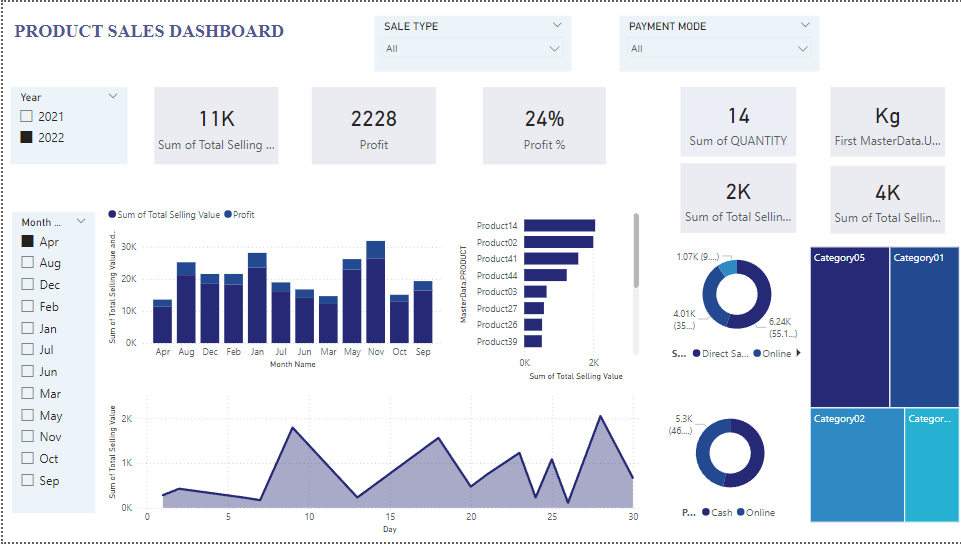 PRODUCT SALES DASHBOARD
SALE TYPE
All
PAYMENT MODE
All
Year
2021
2022
11K
Sum of Total Selling ...
2228
Profit
24%
Profit %
14
Sum of QUANTITY
Kg
First MasterData.U...
2K
Sum of Total Sellin...
4K
Sum of Total Sellin...
Month ...
Apr
Aug
Dec
Feb
Jan
Jul
Jun
Mar
May
Nov
Oct
Sep
Sum of Total Selling Value Profit
Sum of Total Selling Value and...
30K
20K
10K
0K
Apr Aug Dec Feb Jan Jul Jun Mar May Nov Oct Sep
Month Name
MasterData.PRODUCT
Product14
Product02
Product41
Product44
Product03
Product27
Product26
Product39
0K 2K
Sum of Total Selling Value
1.07K (9....)
4.01K
(35....)
6.24K
(55.1...)
S... Direct Sa... Online
Category05
Category01
Category02
Categor...
Sum of Total Selling Value
2K
1K
0K
0 5 10 15 20 25 30
Day
5.3K
(46....)
P... Cash Online